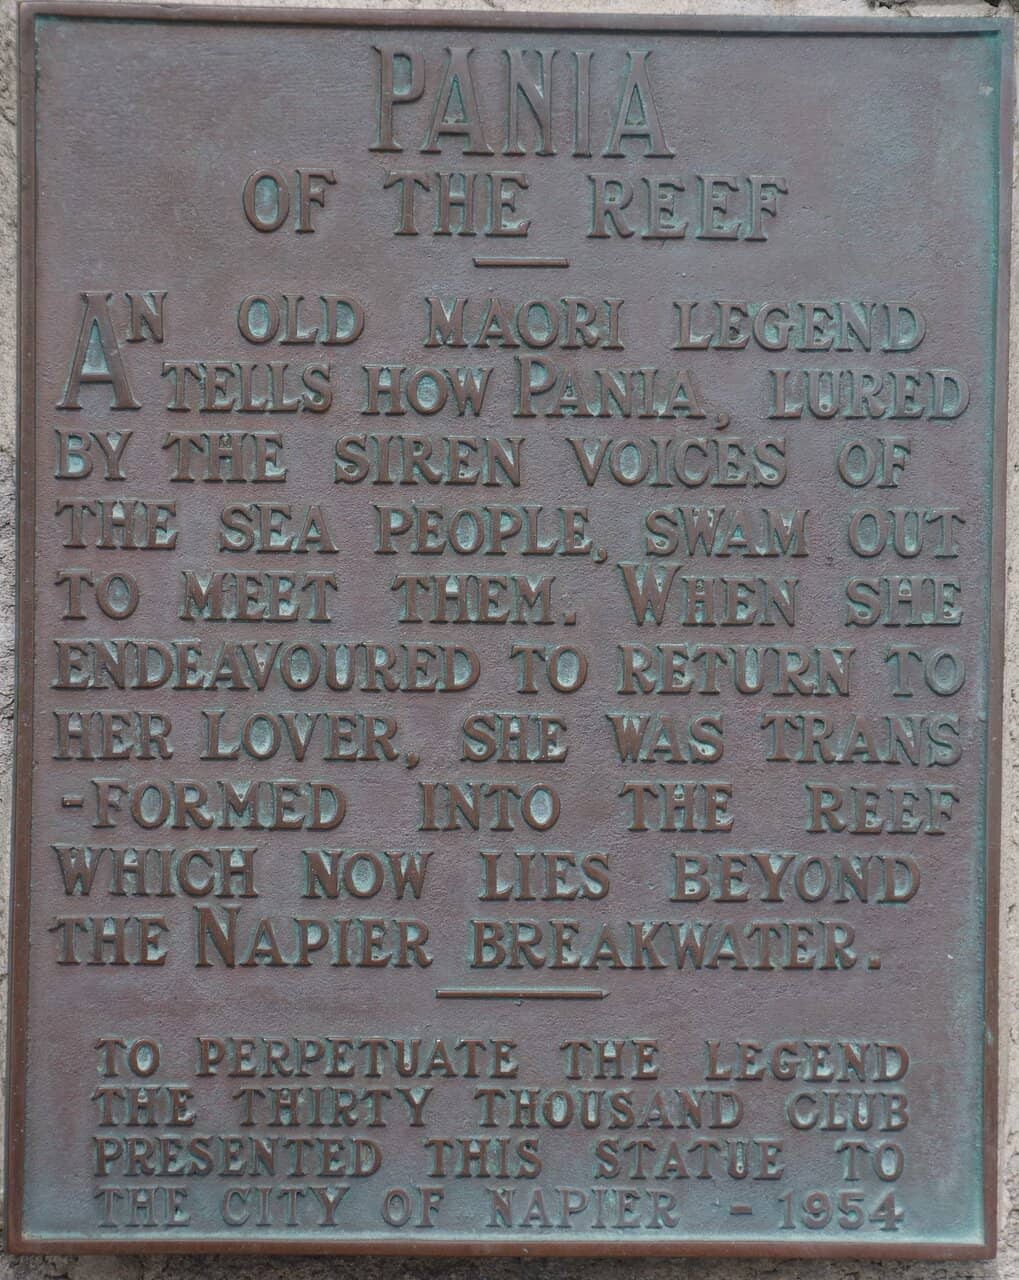 PANIA
OF THE REEF
AN OLD MAORI LEGEND
TELLS HOW PANIA, LURED
BY THE SIREN VOICES OF
THE SEA PEOPLE, SWAM OUT
TO MEET THEM. WHEN SHE
ENDEAVOURED TO RETURN TO
HER LOVER, SHE WAS TRANS
-FORMED INTO THE REEF
WHICH NOW LIES BEYOND
THE NAPIER BREAKWATER.
TO PERPETUATE THE LEGEND
THE THIRTY THOUSAND CLUB
PRESENTED THIS STATUE TO
THE CITY OF NAPIER - 1954